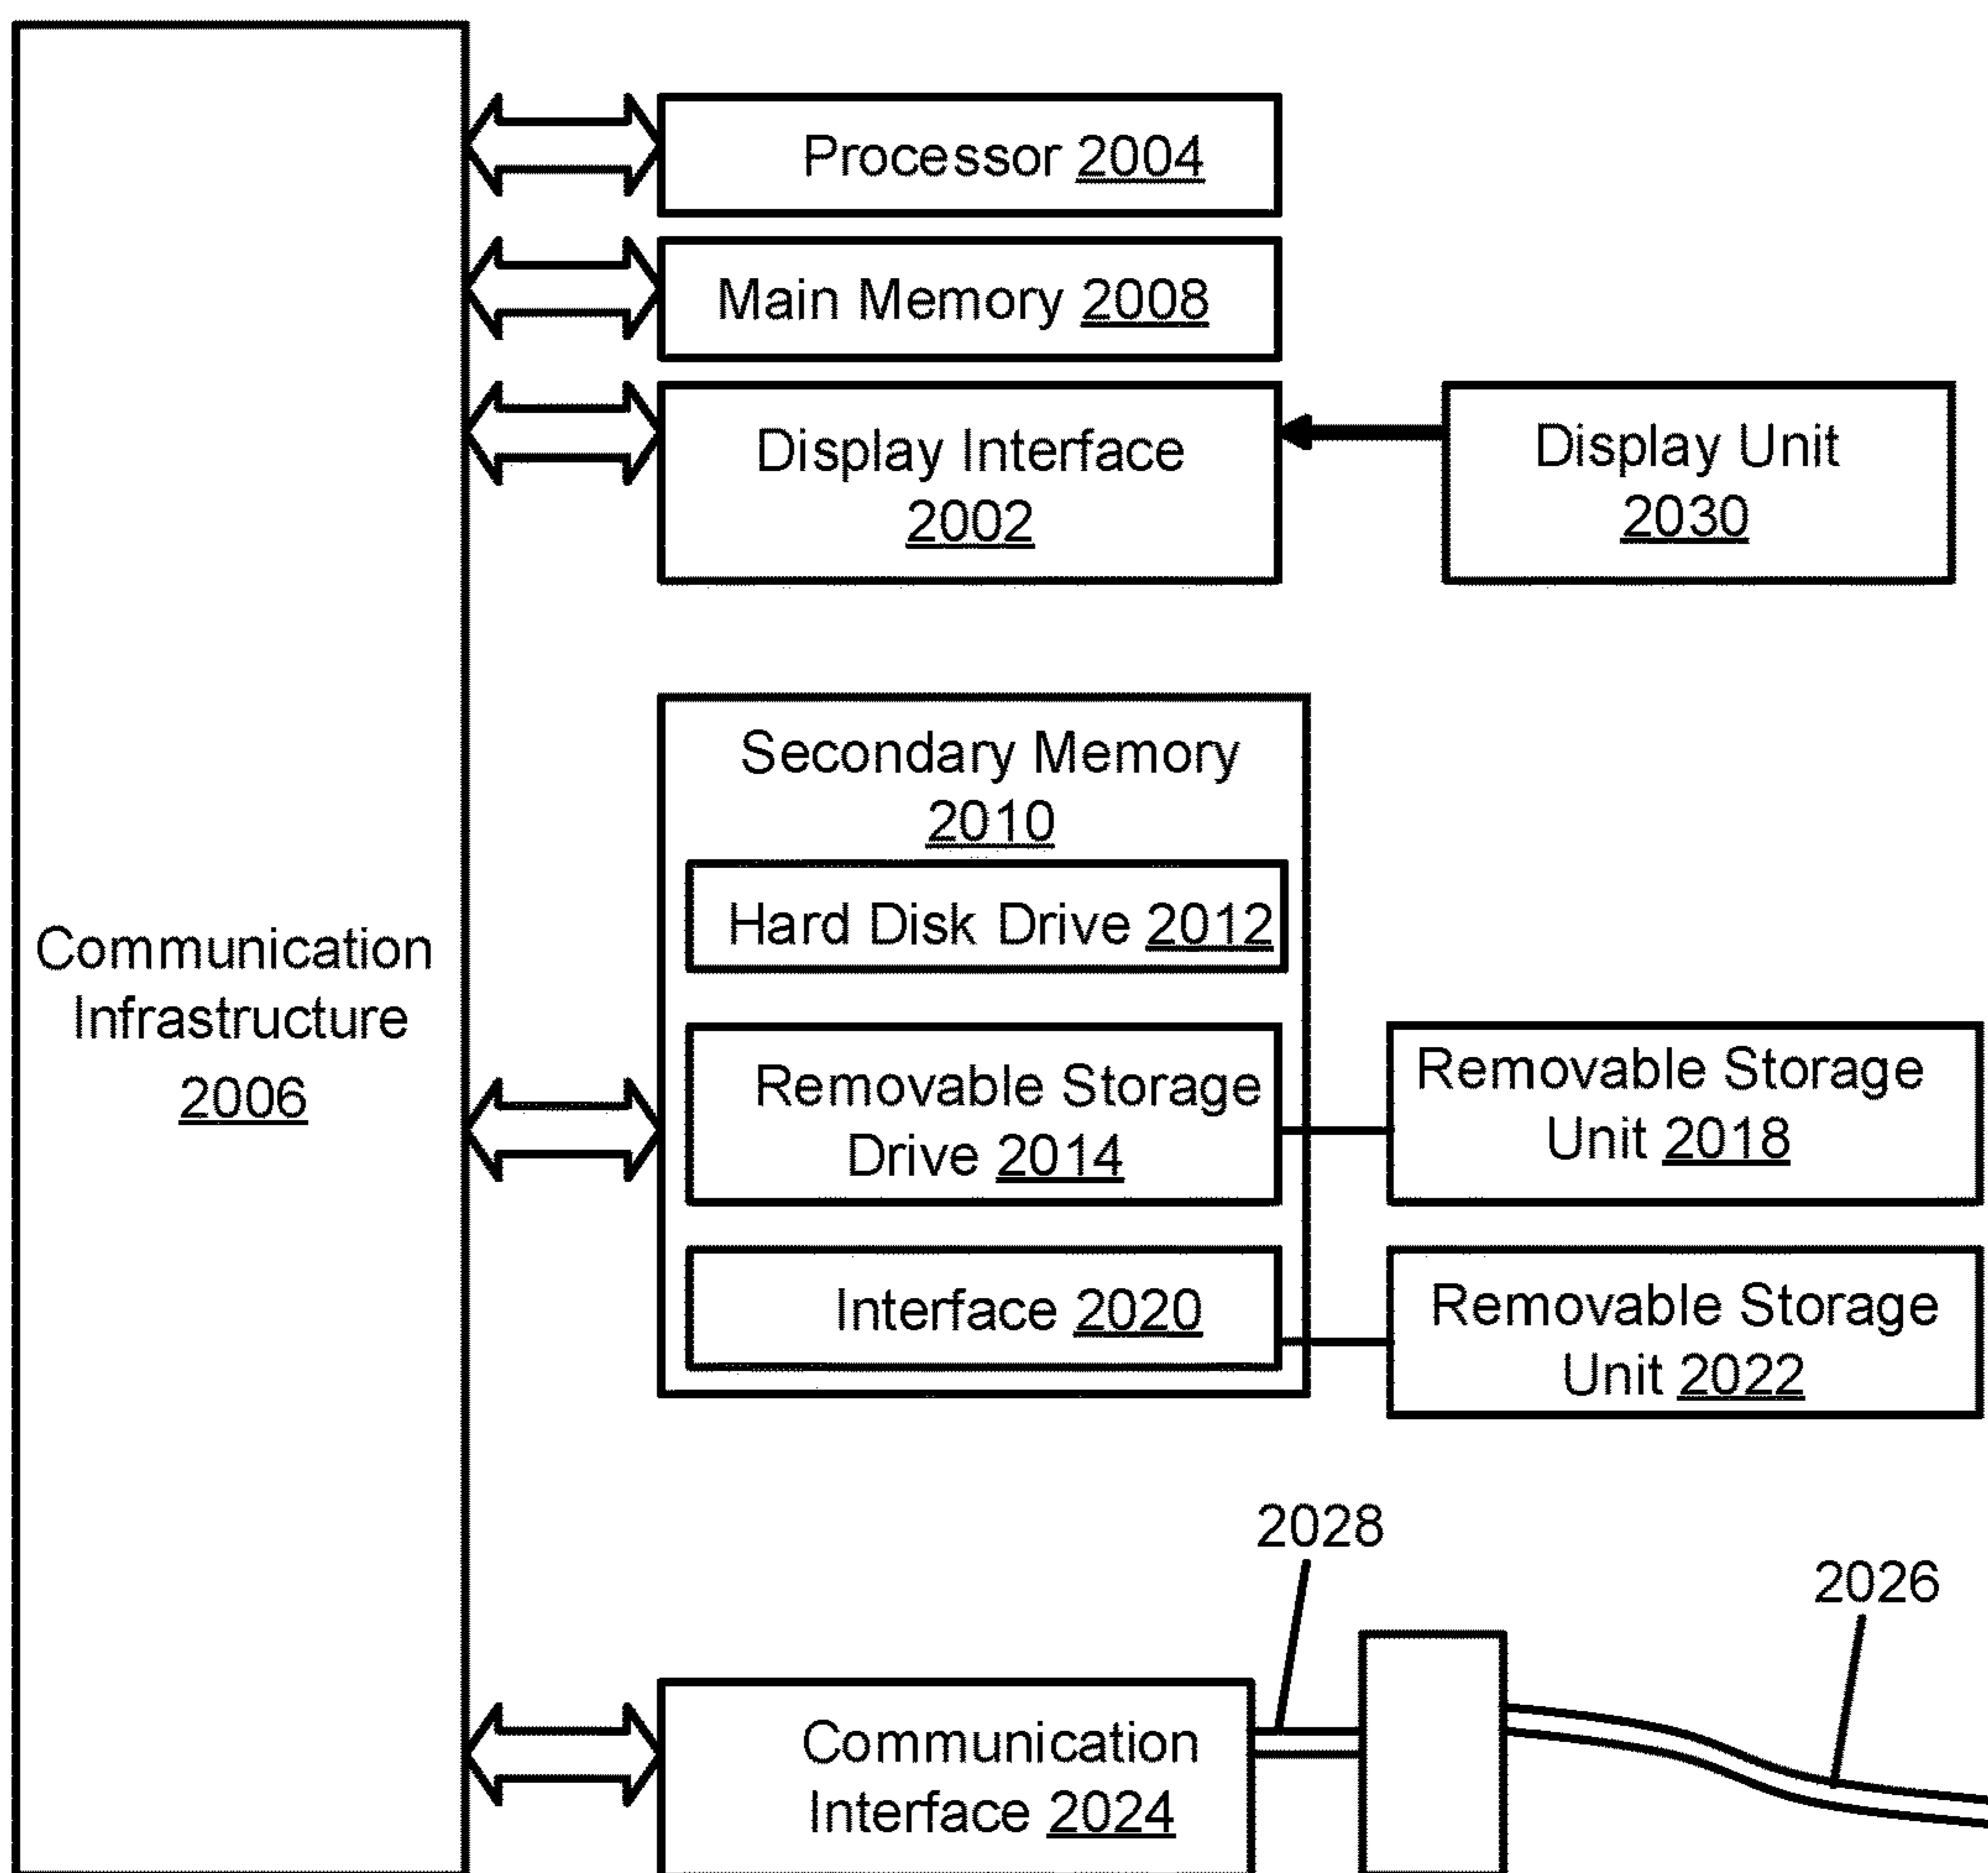 Processor 2004
Main Memory 2008
Display Interface
2002
Display Unit
2030
Secondary Memory
2010
Hard Disk Drive 2012
Communication
Infrastructure
2006
Removable Storage
Drive 2014
Removable Storage
Unit 2018
Interface 2020
Removable Storage
Unit 2022
2028
2026
Communication
Interface 2024